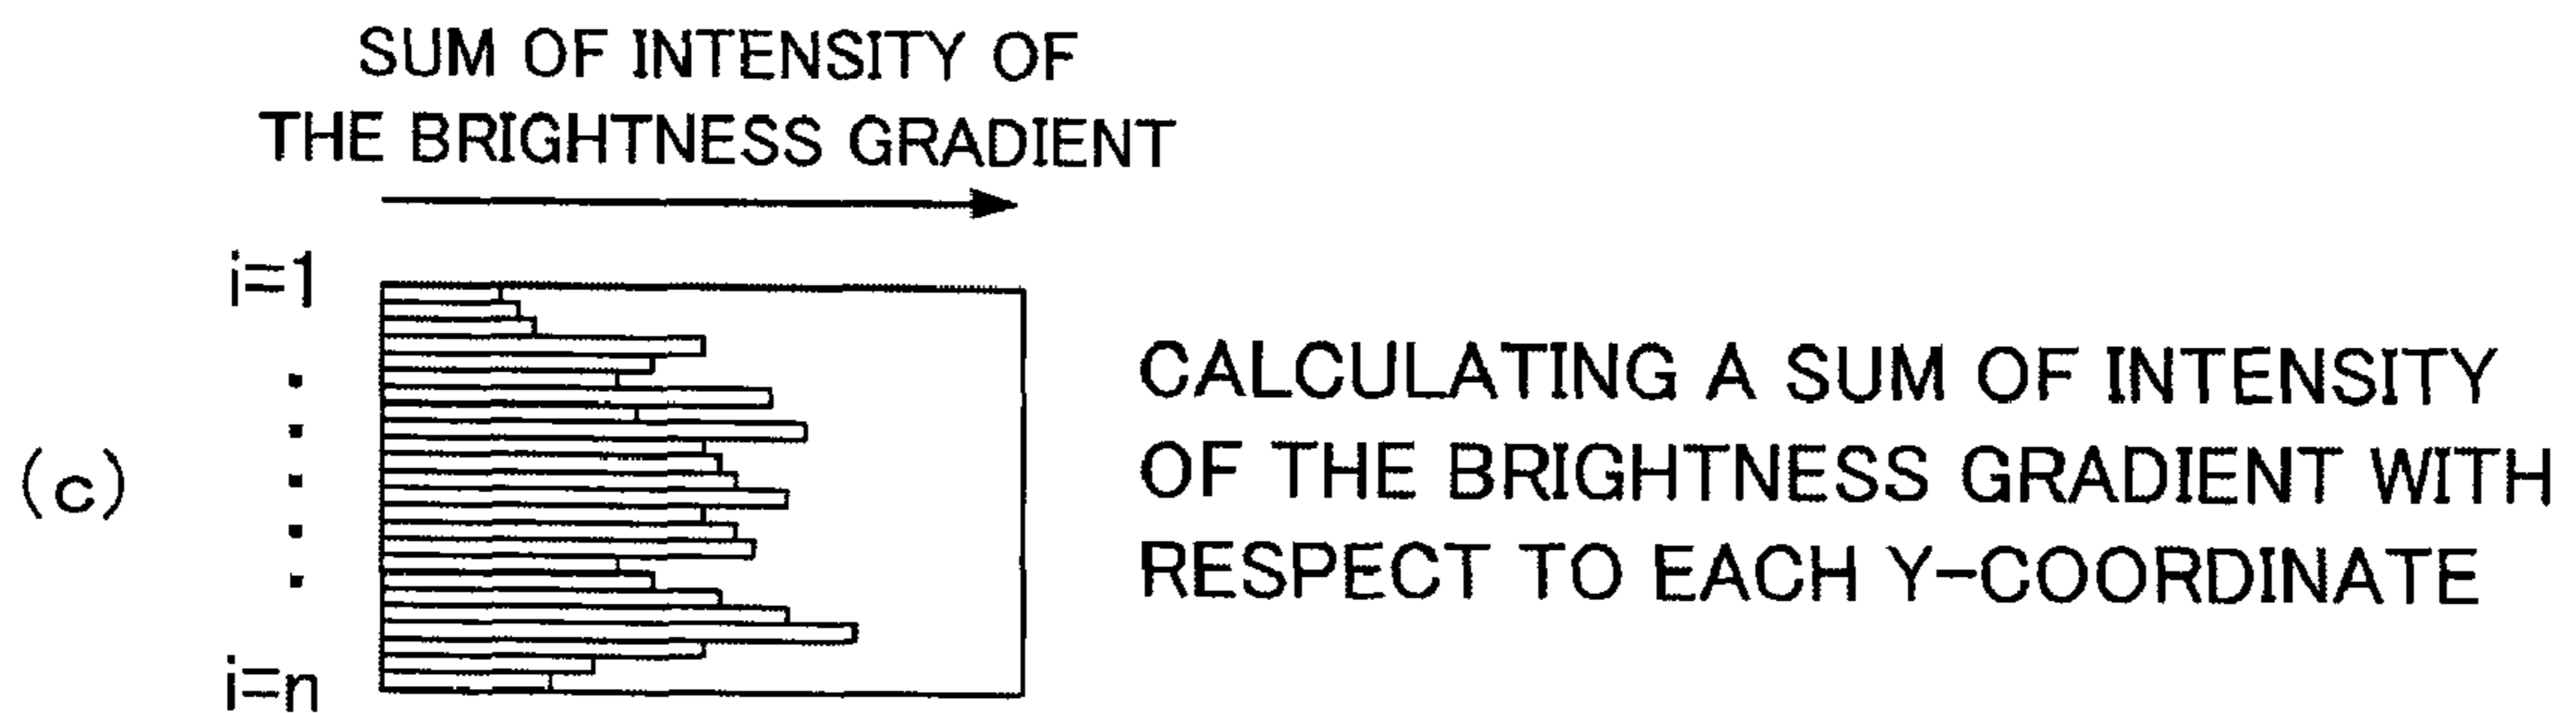 SUM OF INTENSITY OF
THE BRIGHTNESS GRADIENT
i=1
(c)
i=n
CALCULATING A SUM OF INTENSITY
OF THE BRIGHTNESS GRADIENT WITH
RESPECT TO EACH Y-COORDINATE